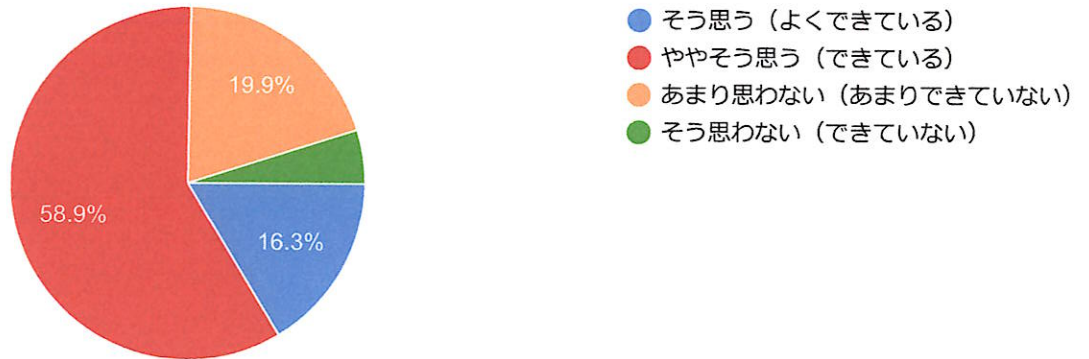 19.9%
58.9%
16.3%
そう思う（よくできている）
ややそう思う（できている）
あまり思わない（あまりできていない）
そう思わない（できていない）